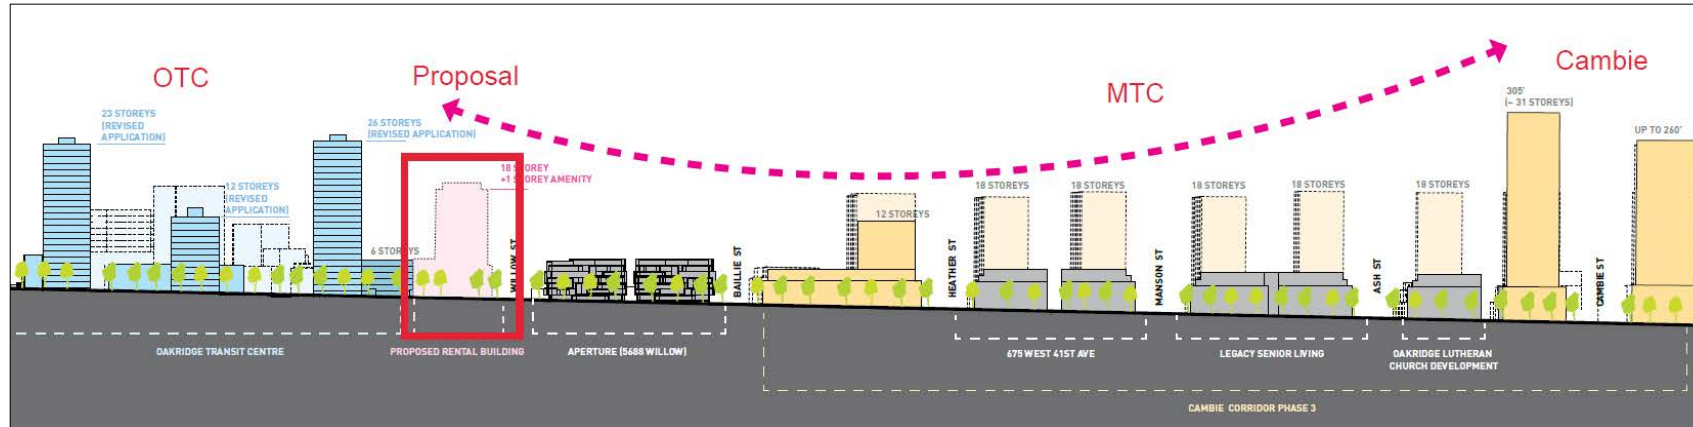 OTC
Proposal
MTC
Cambie
23 STOREYS
(REVISED
APPLICATION)
12 STOREYS
(REVISED
APPLICATION)
26 STOREYS
(REVISED APPLICATION)
6 STOREYS
18 STOREY
+1 STOREY AMENITY
WILLOW ST
BAILLIE ST
12 STOREYS
HEATHER ST
18 STOREYS
18 STOREYS
MANSON ST
18 STOREYS
18 STOREYS
ASH ST
18 STOREYS
305'
(~ 31 STOREYS)
CAMBIE ST
UP TO 260'
OAKRIDGE TRANSIT CENTRE
PROPOSED RENTAL BUILDING
APERTURE (5688 WILLOW)
675 WEST 41ST AVE
LEGACY SENIOR LIVING
OAKRIDGE LUTHERAN
CHURCH DEVELOPMENT
CAMBIE CORRIDOR PHASE 3